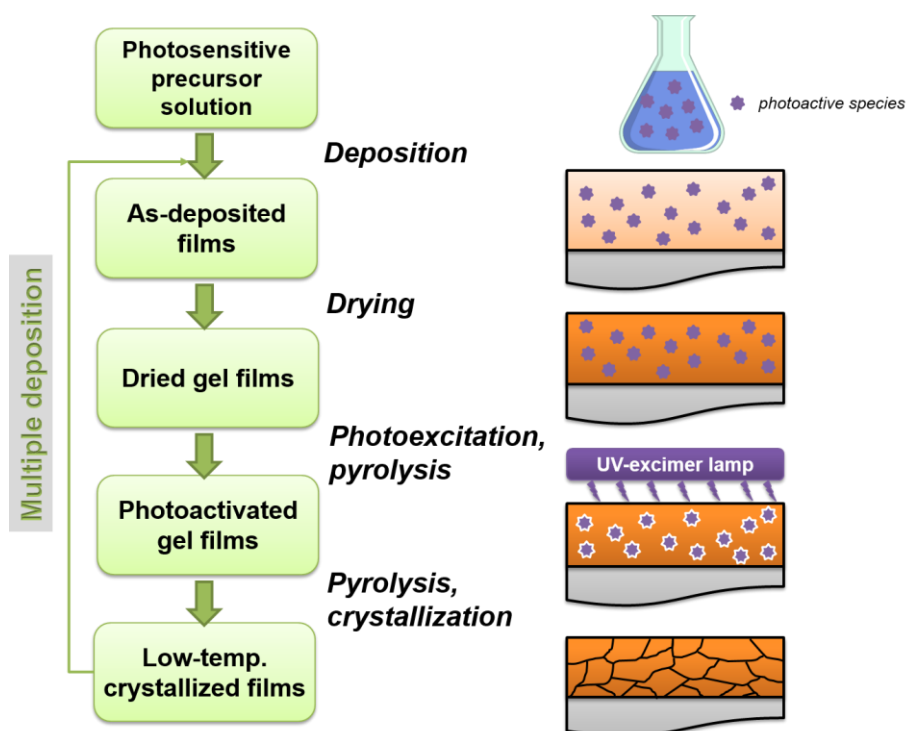 Photosensitive
precursor
solution
photoactive species
Deposition
As-deposited
films
Multiple deposition
Drying
Dried gel films
Photoexcitation,
pyrolysis
UV-excimer lamp
Photoactivated
gel films
Pyrolysis,
crystallization
Low-temp.
crystallized films